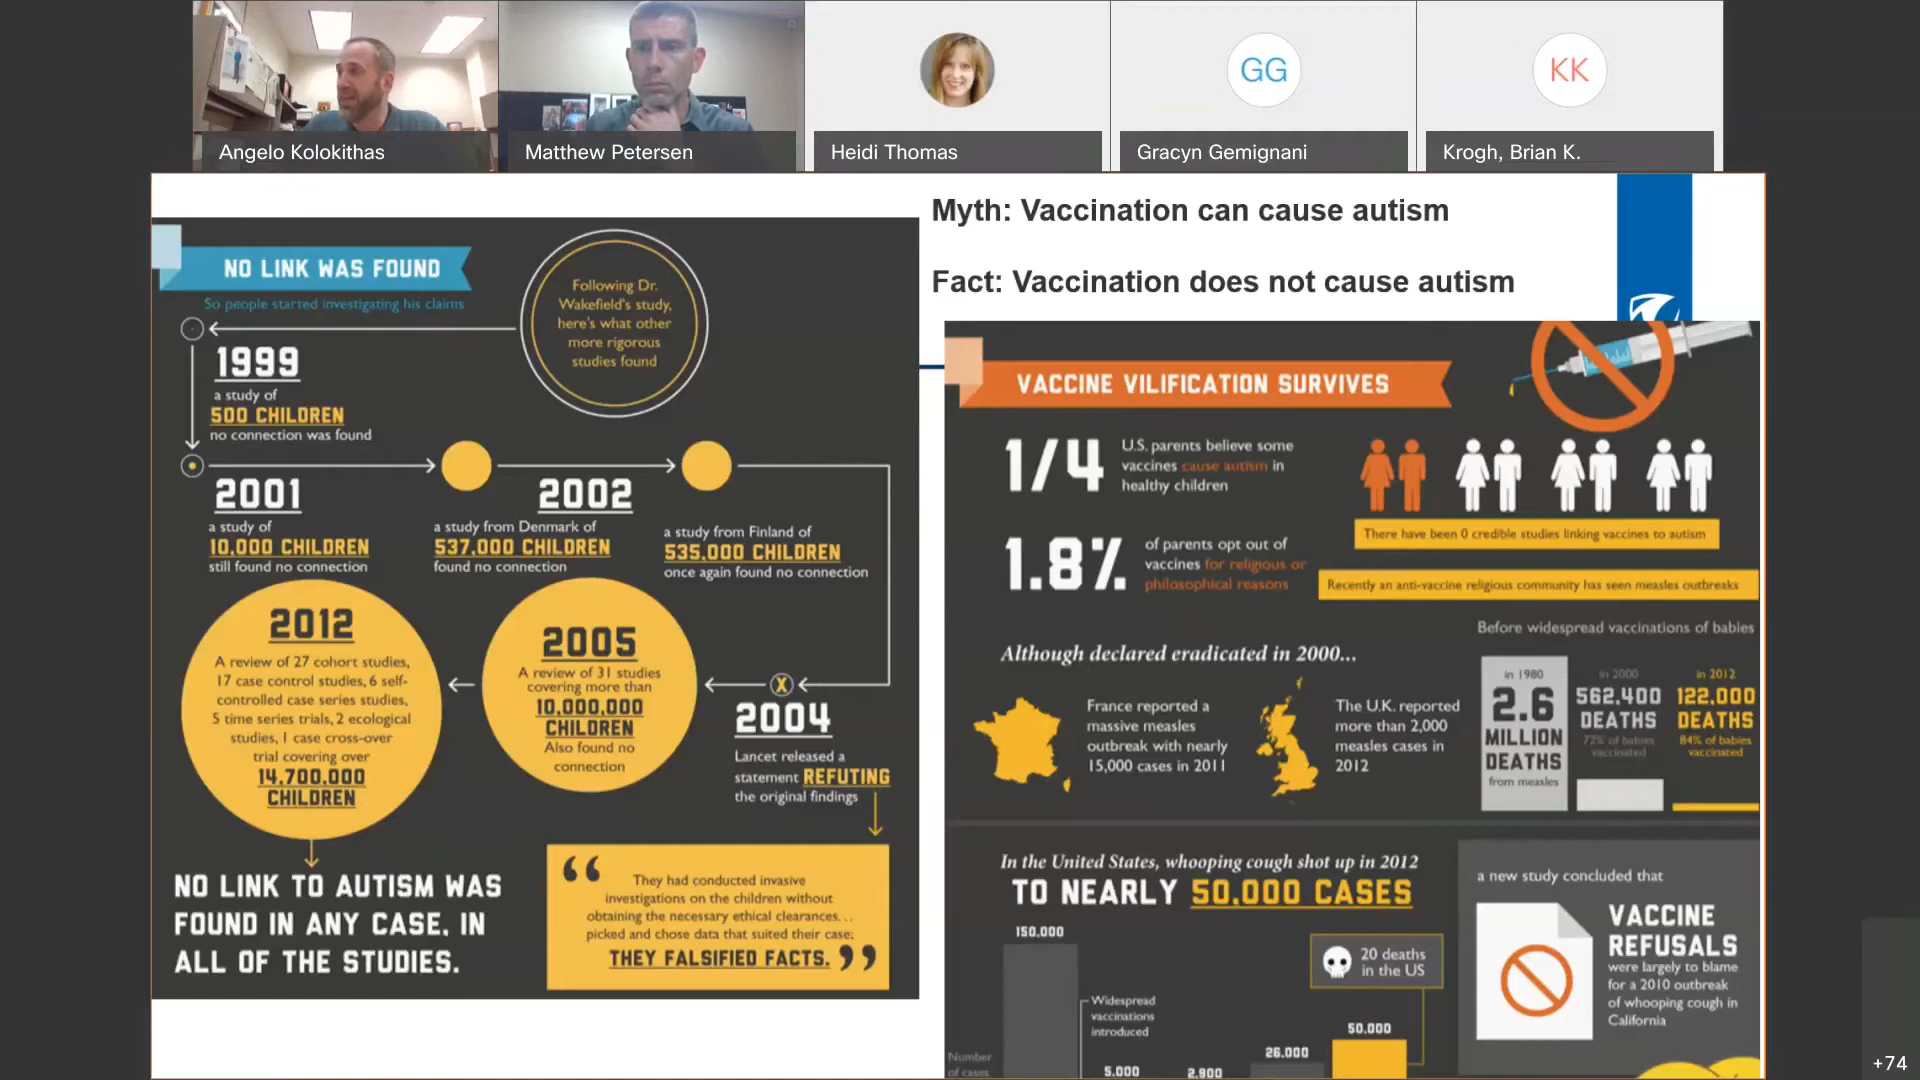 Angelo Kolokithas
Matthew Petersen
Heidi Thomas
GG
Gracyn Gemignani
KK
Krogh, Brian K.
Myth: Vaccination can cause autism
Fact: Vaccination does not cause autism
NO LINK WAS FOUND
So people started investigating his claims
Following Dr.
Wakefield's study,
here's what other
more rigorous
studies found
1999
a study of
500 CHILDREN
no connection was found
2001
a study of
10,000 CHILDREN
still found no connection
2002
a study from Denmark of
537,000 CHILDREN
found no connection
a study from Finland of
535,000 CHILDREN
once again found no connection
2004
Lancet released a
statement REFUTING
the original findings
2005
A review of 31 studies
covering more than
10,000,000
CHILDREN
Also found no
connection
2012
A review of 27 cohort studies,
17 case control studies, 6 self-
controlled case series studies,
5 time series trials, 2 ecological
studies, 1 case cross-over
trial covering over
14,700,000
CHILDREN
NO LINK TO AUTISM WAS
FOUND IN ANY CASE, IN
ALL OF THE STUDIES.
“ They had conducted invasive
investigations on the children without
obtaining the necessary ethical clearances...
picked and chose data that suited their case;
THEY FALSIFIED FACTS. ”
VACCINE VILIFICATION SURVIVES
1/4
U.S. parents believe some
vaccines cause autism in
healthy children
There have been 0 credible studies linking vaccines to autism
1.8%
of parents opt out of
vaccines for religious or
philosophical reasons
Recently an anti-vaccine religious community has seen measles outbreaks
Although declared eradicated in 2000...
France reported a
massive measles
outbreak with nearly
15,000 cases in 2011
The U.K. reported
more than 2,000
measles cases in
2012
Before widespread vaccinations of babies
in 1980
2.6
MILLION
DEATHS
from measles
in 2000
562,400
DEATHS
72% of babies
vaccinated
in 2012
122,000
DEATHS
84% of babies
vaccinated
In the United States, whooping cough shot up in 2012
TO NEARLY 50,000 CASES
150,000
Widespread
vaccinations
introduced
Number
of cases
5,000
2,900
26,000
50,000
20 deaths
in the US
a new study concluded that
VACCINE
REFUSALS
were largely to blame
for a 2010 outbreak
of whooping cough in
California
+74